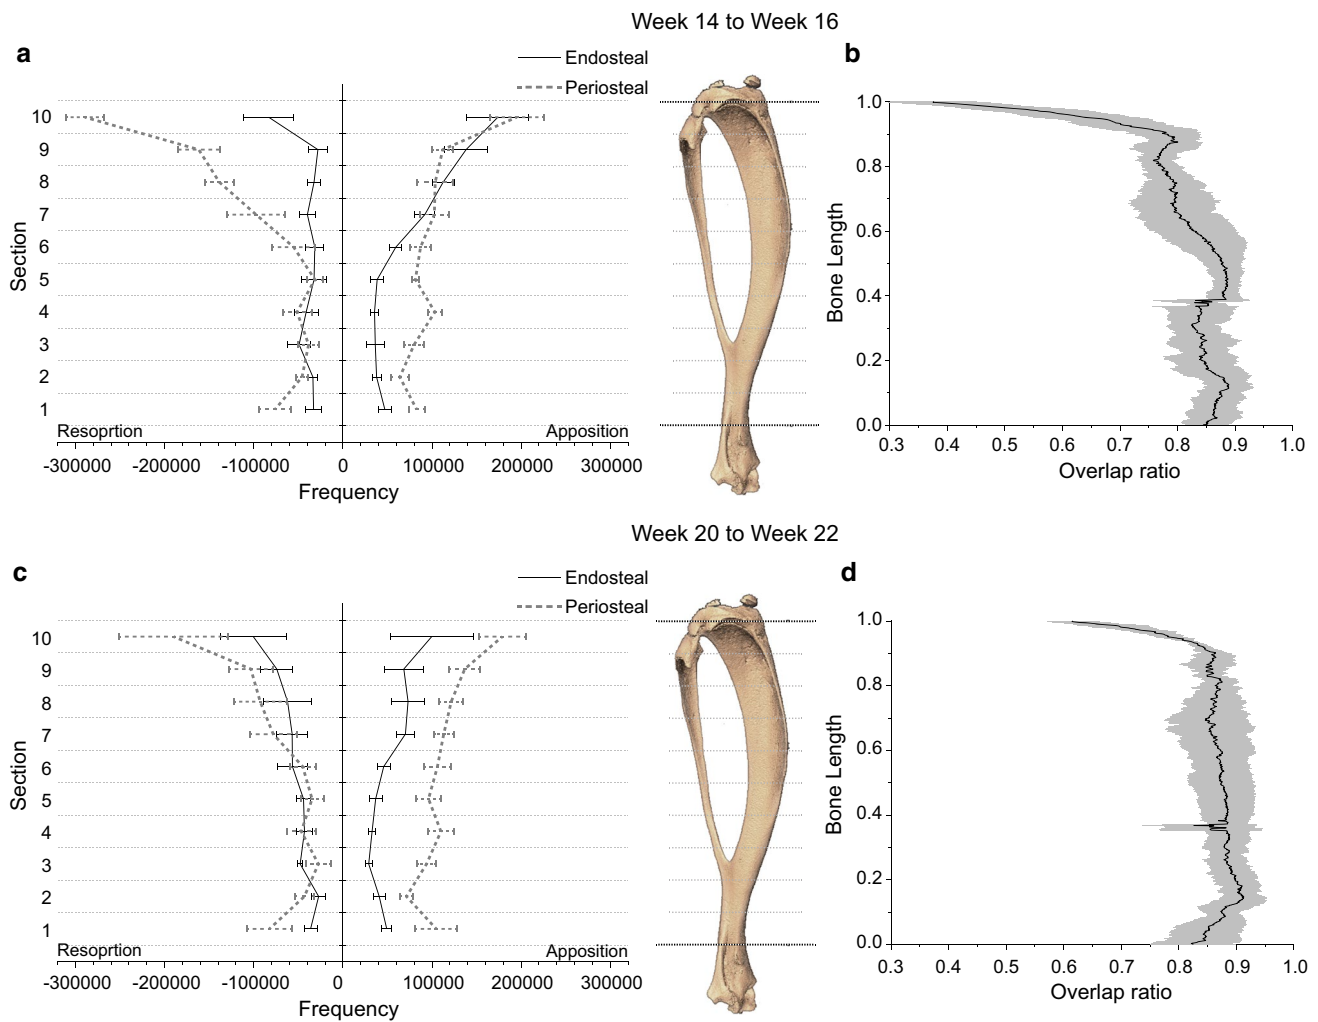 Week 14 to Week 16
a
Endosteal
Periosteal
b
Section
10
9
8
7
6
5
4
3
2
1
Resoprtion
Apposition
-300000 -200000 -100000 0 100000 200000 300000
Frequency
Bone Length
1.0
0.8
0.6
0.4
0.2
0.0
0.3 0.4 0.5 0.6 0.7 0.8 0.9 1.0
Overlap ratio
Week 20 to Week 22
c
Endosteal
Periosteal
d
Section
10
9
8
7
6
5
4
3
2
1
Resoprtion
Apposition
-300000 -200000 -100000 0 100000 200000 300000
Frequency
Bone Length
1.0
0.8
0.6
0.4
0.2
0.0
0.3 0.4 0.5 0.6 0.7 0.8 0.9 1.0
Overlap ratio